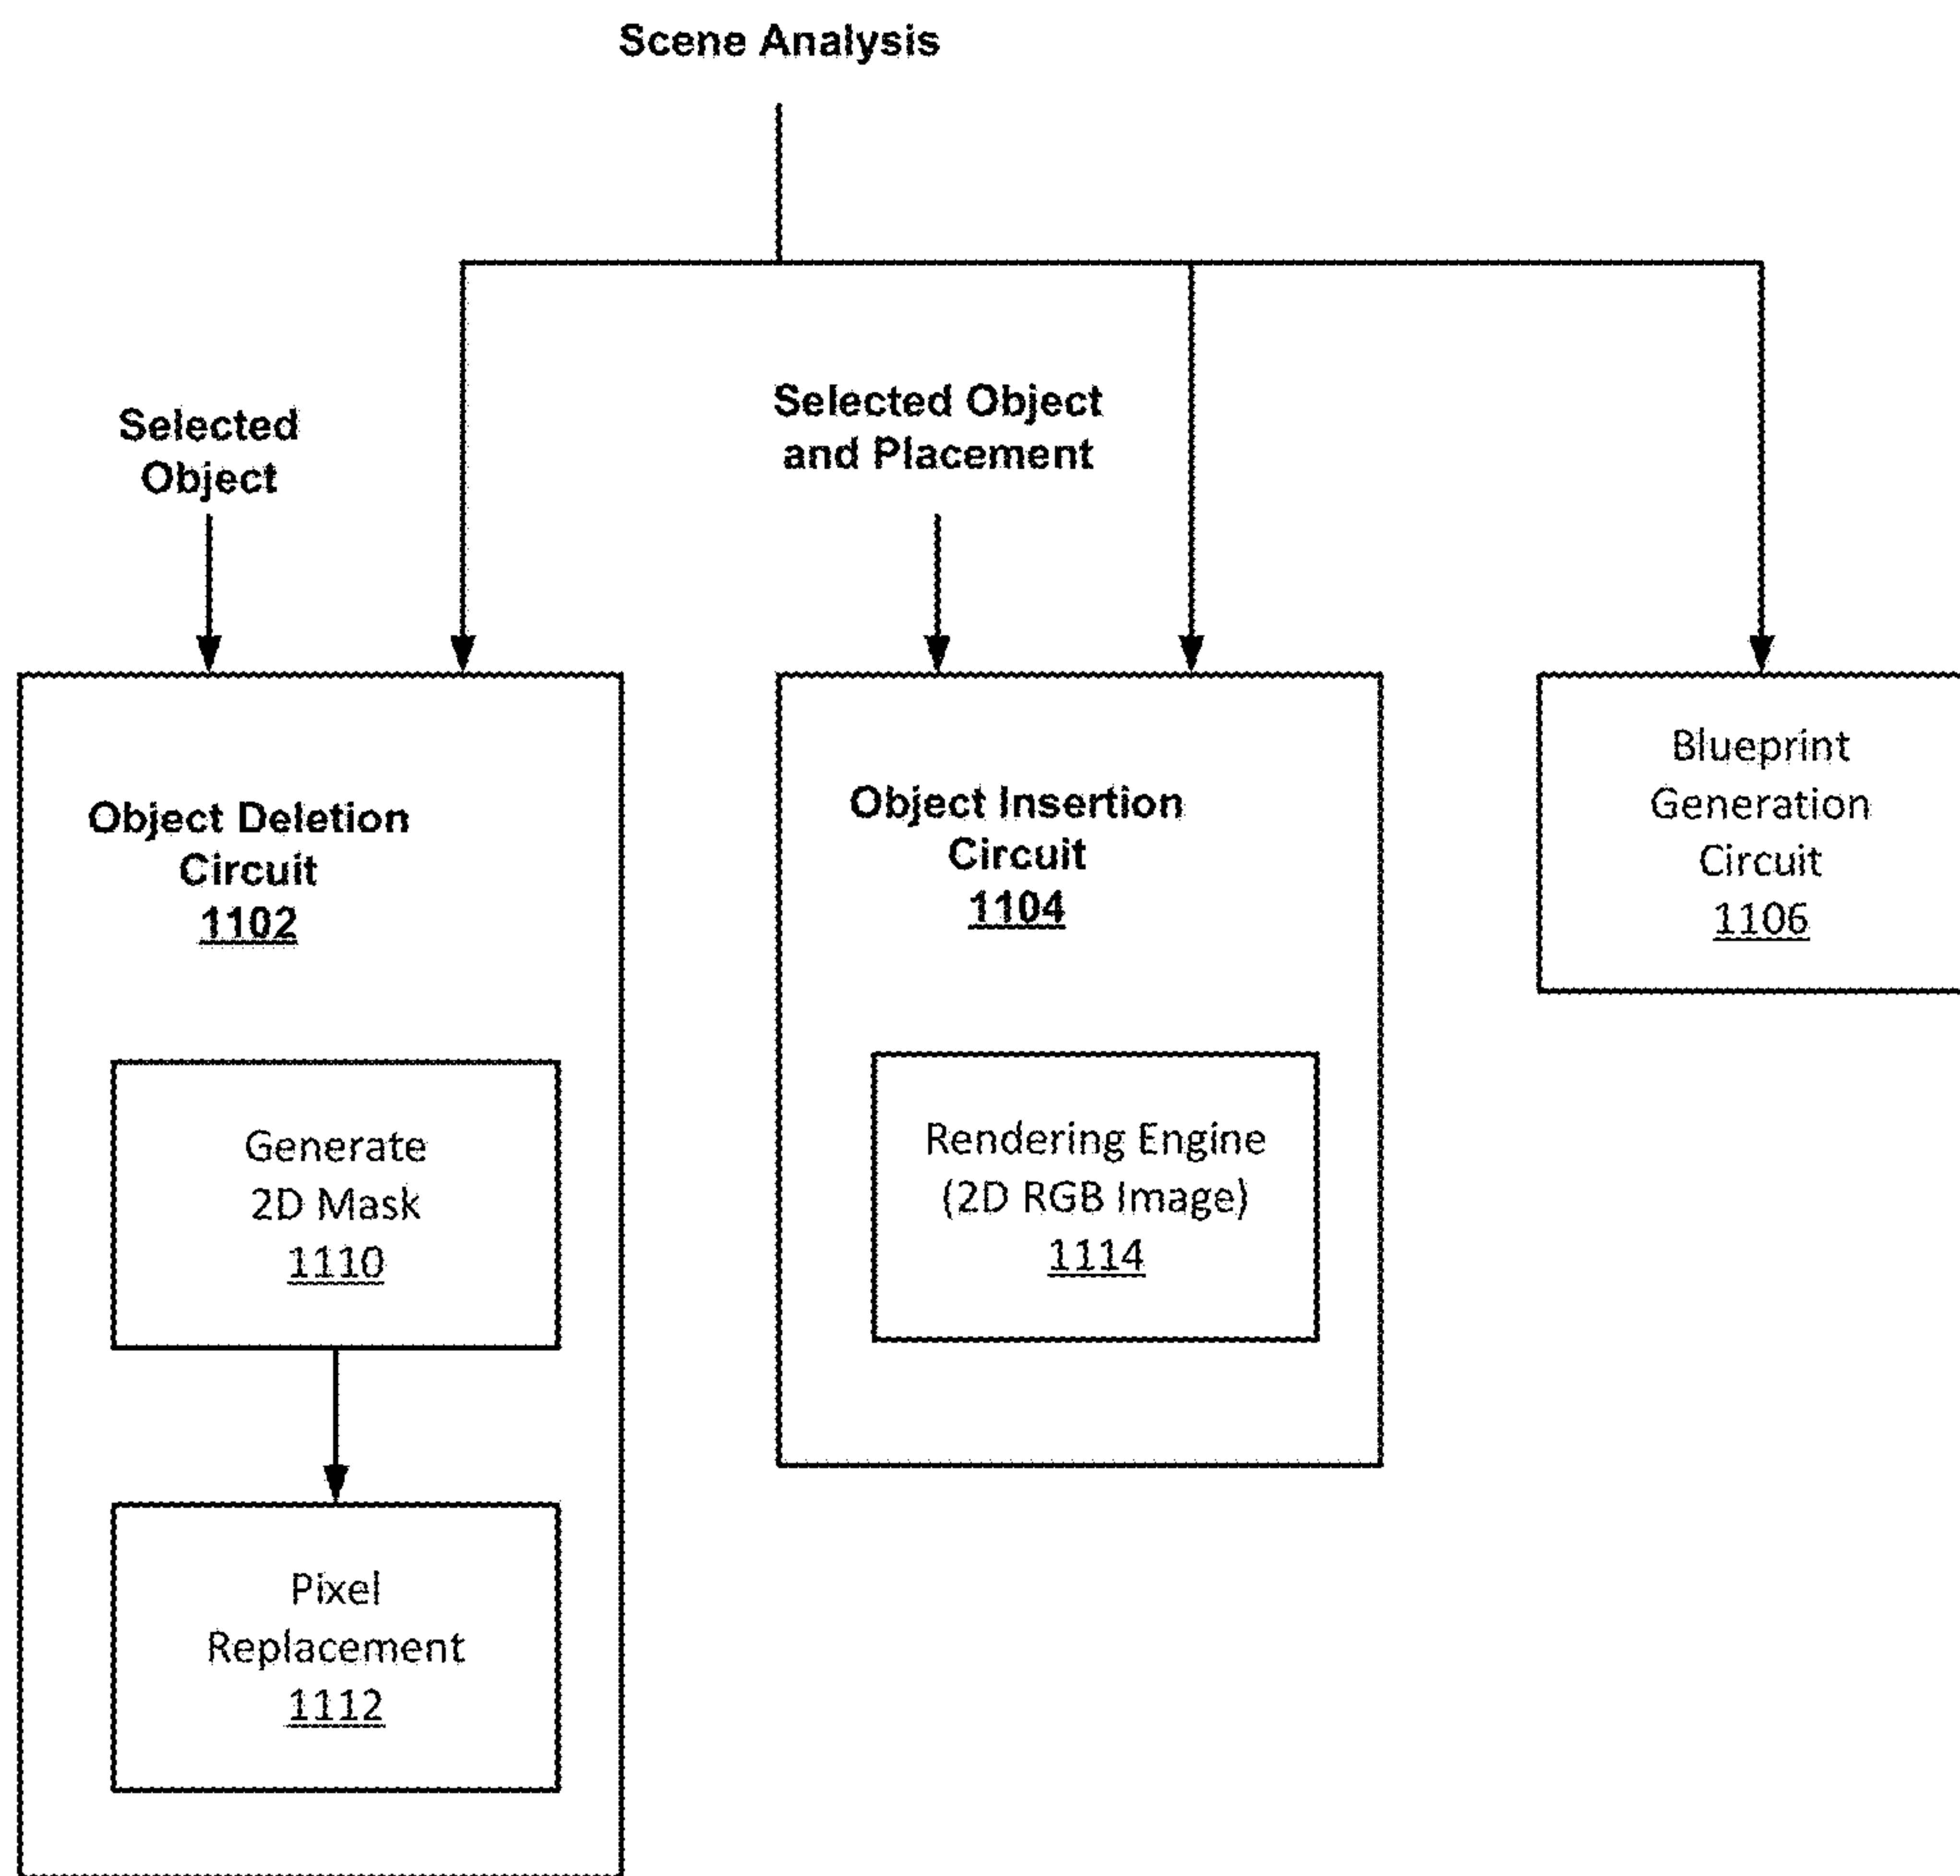 Scene Analysis
Selected
Object
Selected Object
and Placement
Object Deletion
Circuit
1102
Generate
2D Mask
1110
Pixel
Replacement
1112
Object Insertion
Circuit
1104
Rendering Engine
(2D RGB Image)
1114
Blueprint
Generation
Circuit
1106